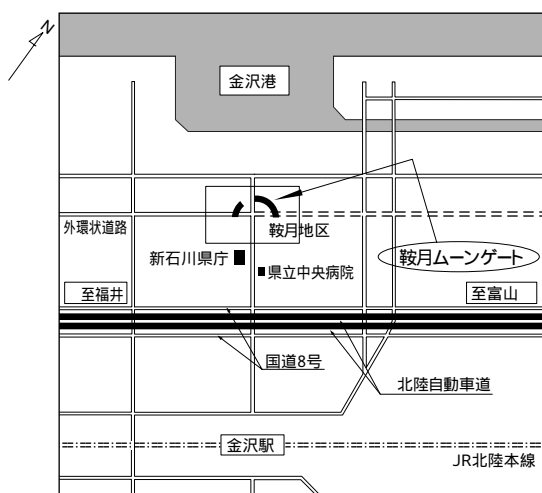 N
金沢港
外環状道路
鞍月地区
新石川県庁
県立中央病院
鞍月ムーンゲート
至福井
至富山
国道8号
北陸自動車道
金沢駅
JR北陸本線